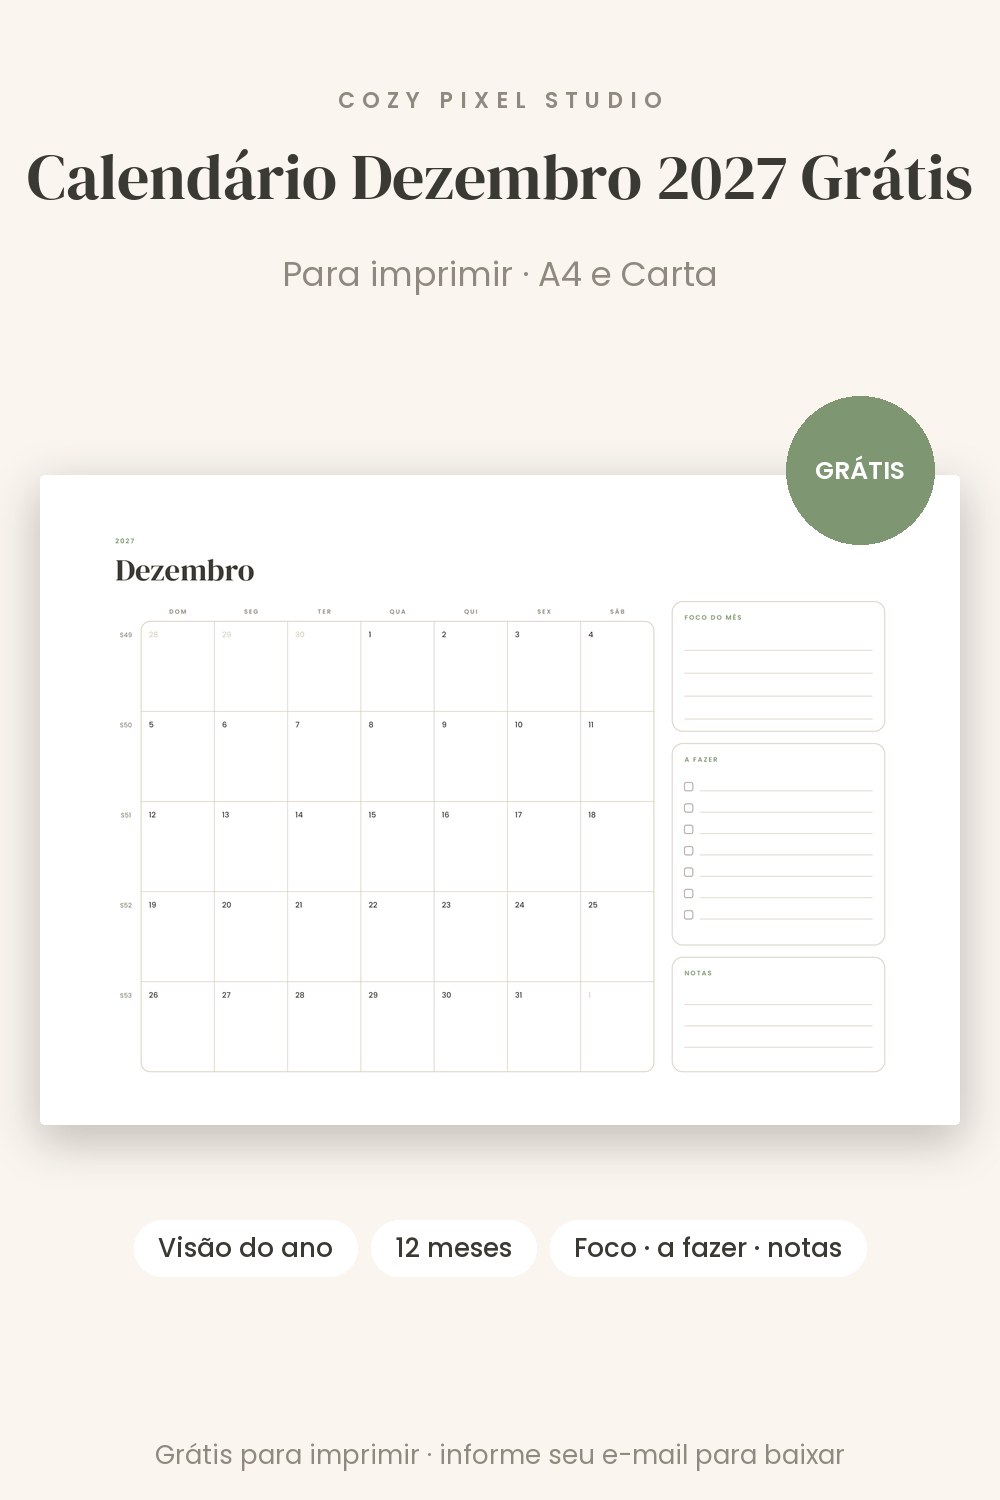 COZY PIXEL STUDIO
Calendário Dezembro 2027 Grátis
Para imprimir · A4 e Carta
GRÁTIS
2027
Dezembro
DOM SEG TER QUA QUI SEX SÁB
S49 28 29 30 1 2 3 4
S50 5 6 7 8 9 10 11
S51 12 13 14 15 16 17 18
S52 19 20 21 22 23 24 25
S53 26 27 28 29 30 31 1
FOCO DO MÊS
A FAZER
NOTAS
Visão do ano
12 meses
Foco · a fazer · notas
Grátis para imprimir · informe seu e-mail para baixar